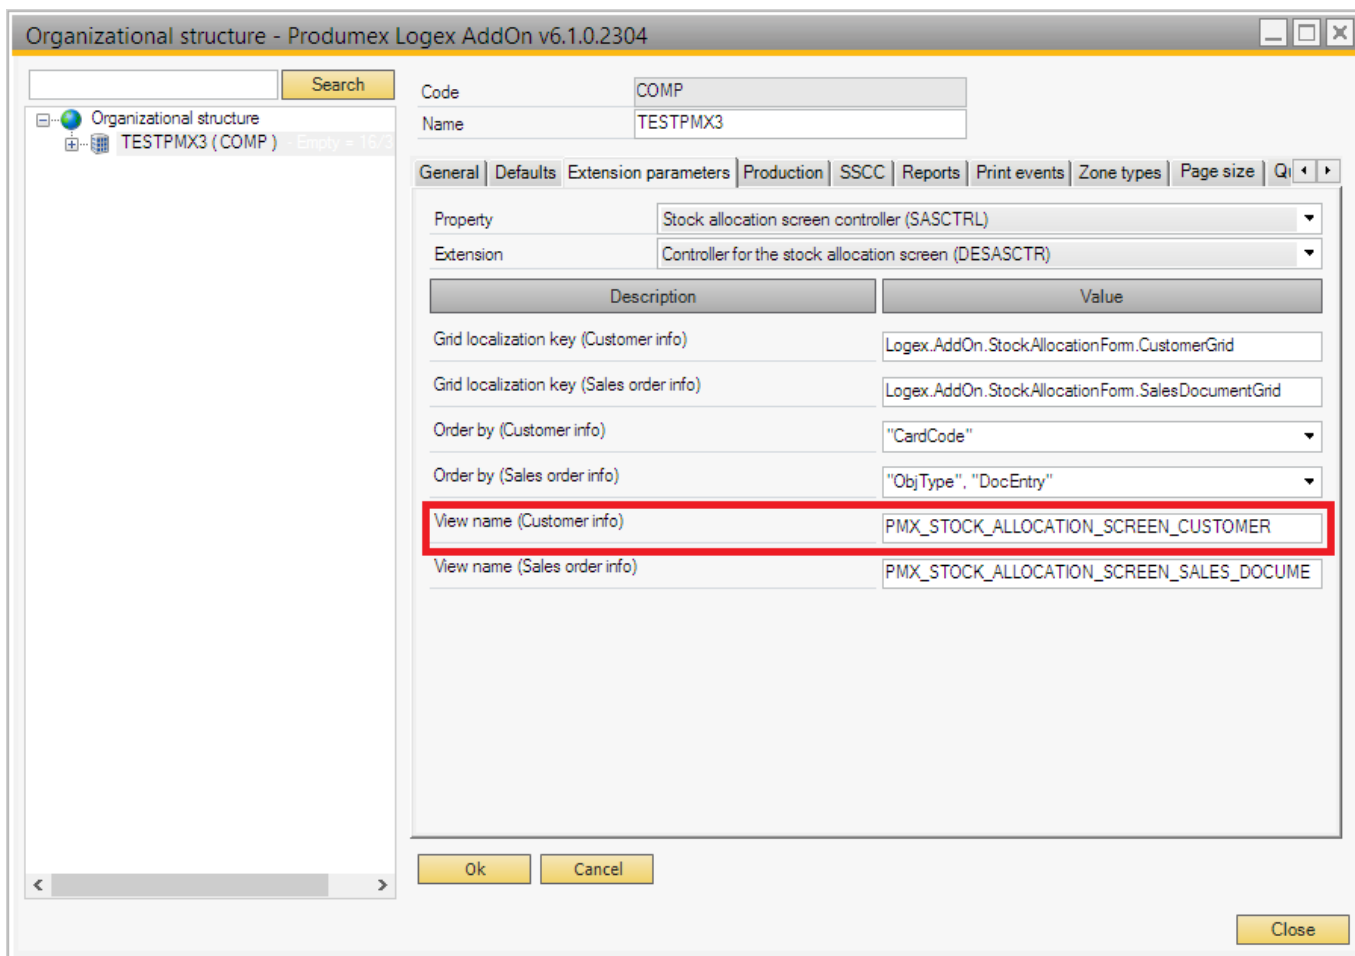 Organizational structure - Produmex Logex AddOn v6.1.0.2304
Search
Organizational structure
TESTPMX3 ( COMP ) - Empty = 16/3
Code COMP
Name TESTPMX3
General Defaults Extension parameters Production SSCC Reports Print events Zone types Page size
Property Stock allocation screen controller (SASCTRL)
Extension Controller for the stock allocation screen (DESASCTR)
Description Value
Grid localization key (Customer info) Logex.AddOn.StockAllocationForm.CustomerGrid
Grid localization key (Sales order info) Logex.AddOn.StockAllocationForm.SalesDocumentGrid
Order by (Customer info) "CardCode"
Order by (Sales order info) "ObjType", "DocEntry"
View name (Customer info) PMX_STOCK_ALLOCATION_SCREEN_CUSTOMER
View name (Sales order info) PMX_STOCK_ALLOCATION_SCREEN_SALES_DOCUME
Ok Cancel
Close